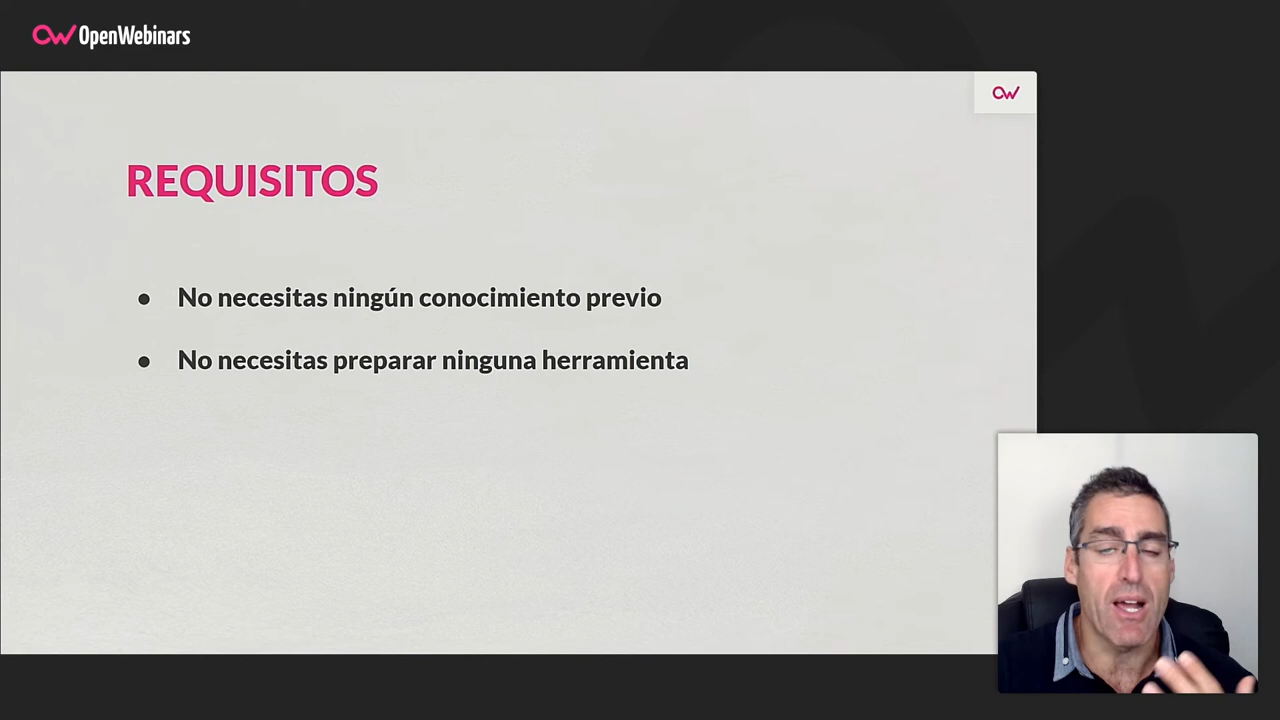 OpenWebinars
REQUISITOS
● No necesitas ningún conocimiento previo
● No necesitas preparar ninguna herramienta